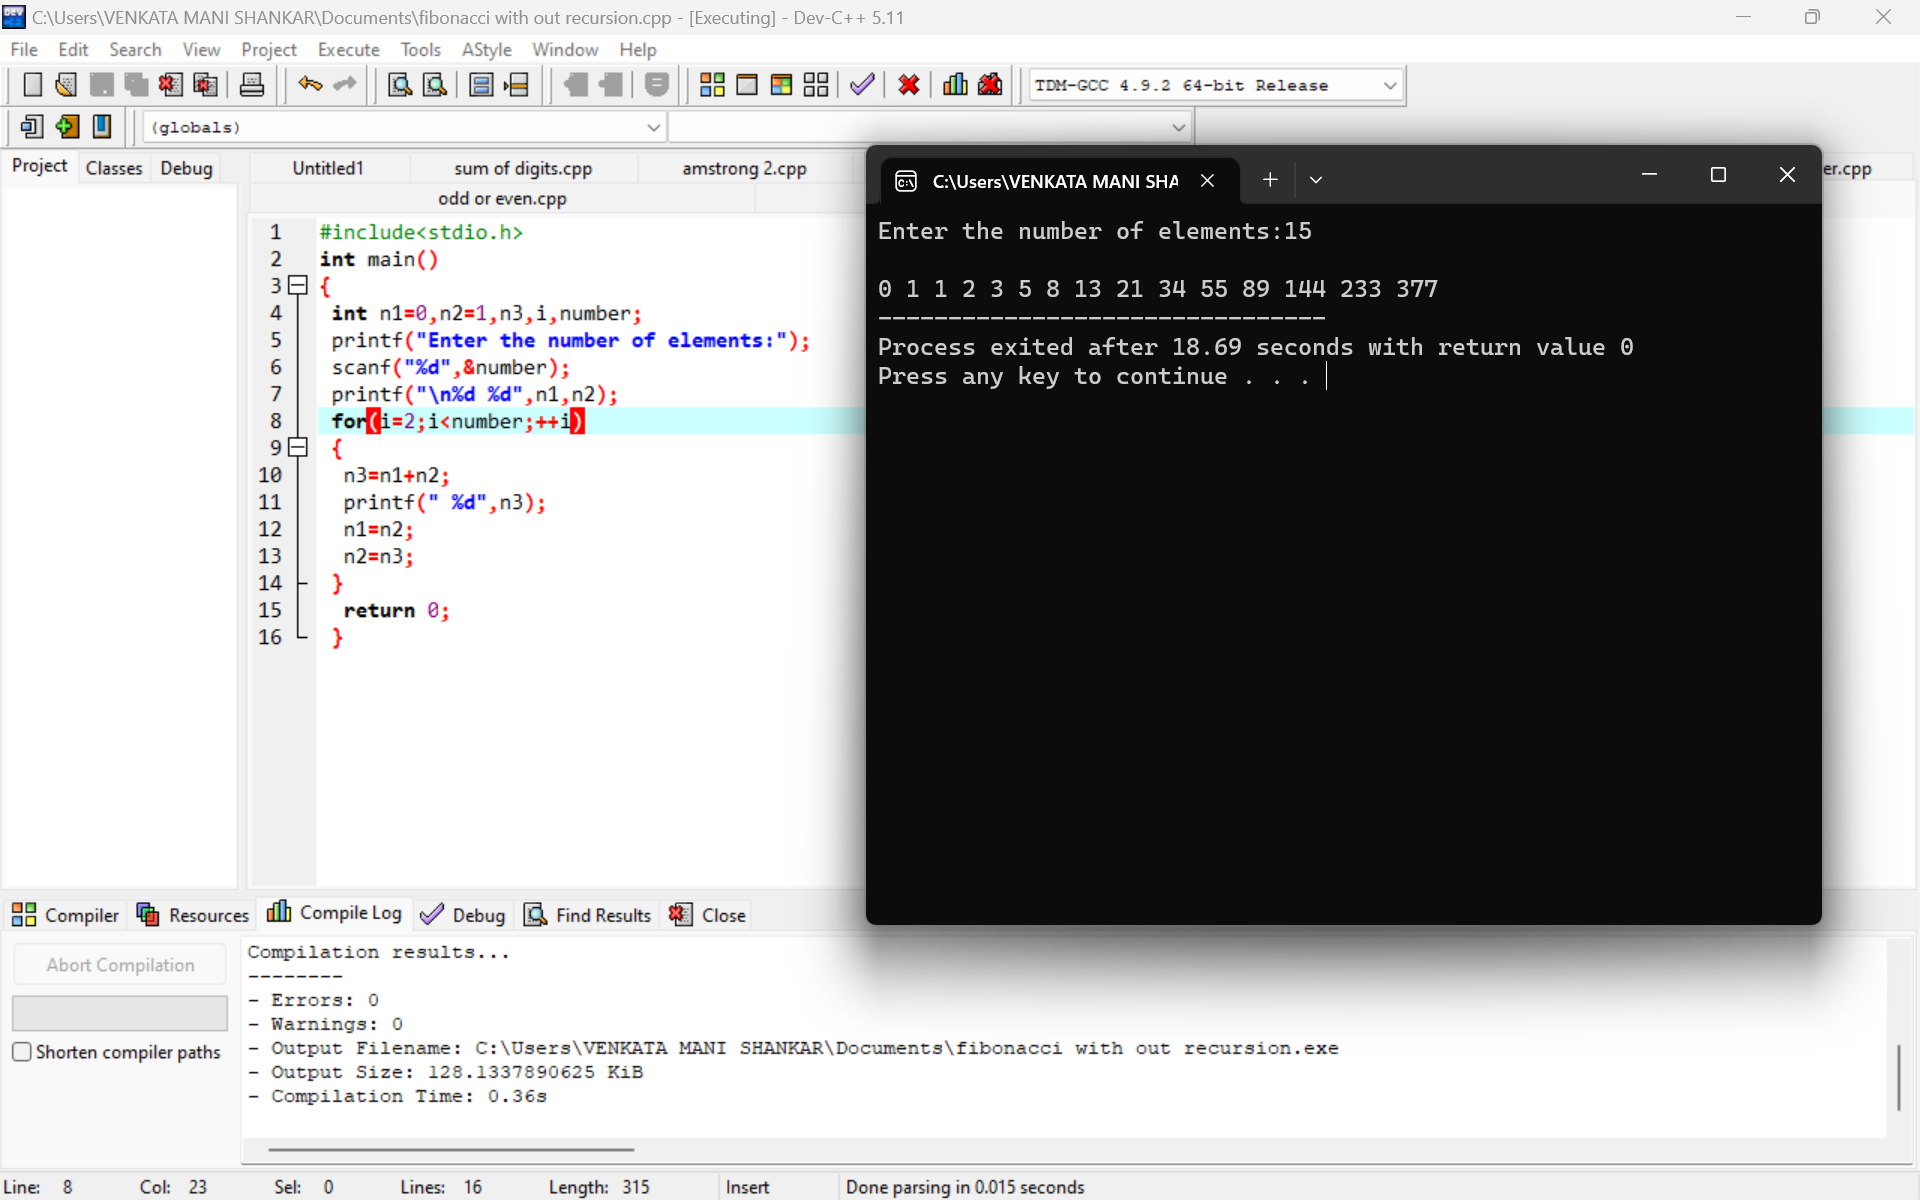 C:\Users\VENKATA MANI SHANKAR\Documents\fibonacci with out recursion.cpp - [Executing] - Dev-C++ 5.11
File Edit Search View Project Execute Tools AStyle Window Help
TDM-GCC 4.9.2 64-bit Release
(globals)
Project Classes Debug
Untitled1 sum of digits.cpp amstrong 2.cpp er.cpp
odd or even.cpp
1 #include<stdio.h>
2 int main()
3 {
4 int n1=0,n2=1,n3,i,number;
5 printf("Enter the number of elements:");
6 scanf("%d",&number);
7 printf("\n%d %d",n1,n2);
8 for(i=2;i<number;++i)
9 {
10 n3=n1+n2;
11 printf(" %d",n3);
12 n1=n2;
13 n2=n3;
14 }
15 return 0;
16 }
C:\Users\VENKATA MANI SHA
Enter the number of elements:15
0 1 1 2 3 5 8 13 21 34 55 89 144 233 377
--------------------------------
Process exited after 18.69 seconds with return value 0
Press any key to continue . . .
Compiler Resources Compile Log Debug Find Results Close
Abort Compilation
Shorten compiler paths
Compilation results...
--------
- Errors: 0
- Warnings: 0
- Output Filename: C:\Users\VENKATA MANI SHANKAR\Documents\fibonacci with out recursion.exe
- Output Size: 128.1337890625 KiB
- Compilation Time: 0.36s
Line: 8 Col: 23 Sel: 0 Lines: 16 Length: 315 Insert Done parsing in 0.015 seconds